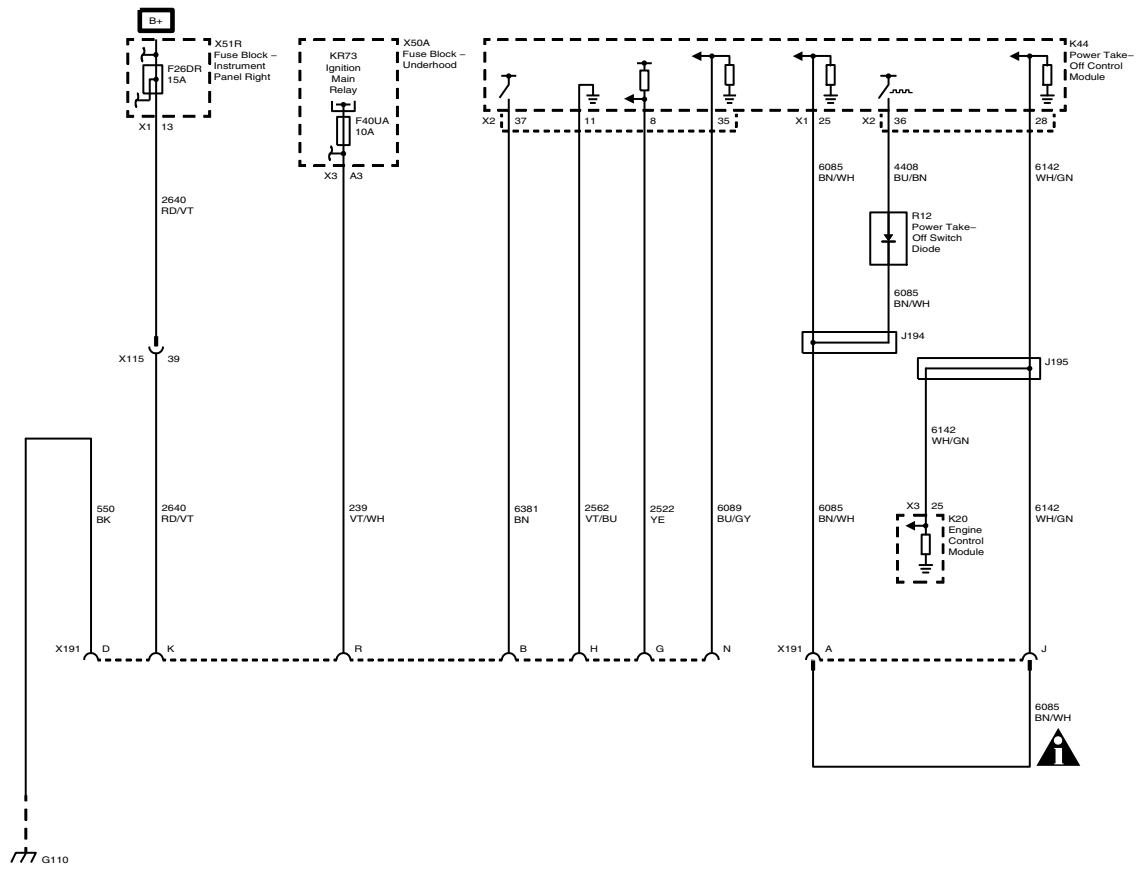 B+
X51R
Fuse Block –
Instrument
Panel Right
F26DR
15A
X1 13
2640
RD/VT
X115 39
550
BK
2640
RD/VT
X50A
Fuse Block –
Underhood
KR73
Ignition
Main
Relay
F40UA
10A
X3 A3
239
VT/WH
K44
Power Take–
Off Control
Module
X2 37 11 8 35 X1 25 X2 36 28
6085
BN/WH
4408
BU/BN
6142
WH/GN
R12
Power Take–
Off Switch
Diode
6085
BN/WH
J194
J195
6142
WH/GN
6381
BN
2562
VT/BU
2522
YE
6089
BU/GY
6085
BN/WH
X3 25
K20
Engine
Control
Module
6142
WH/GN
X191 D K R B H G N X191 A J
6085
BN/WH
i
G110